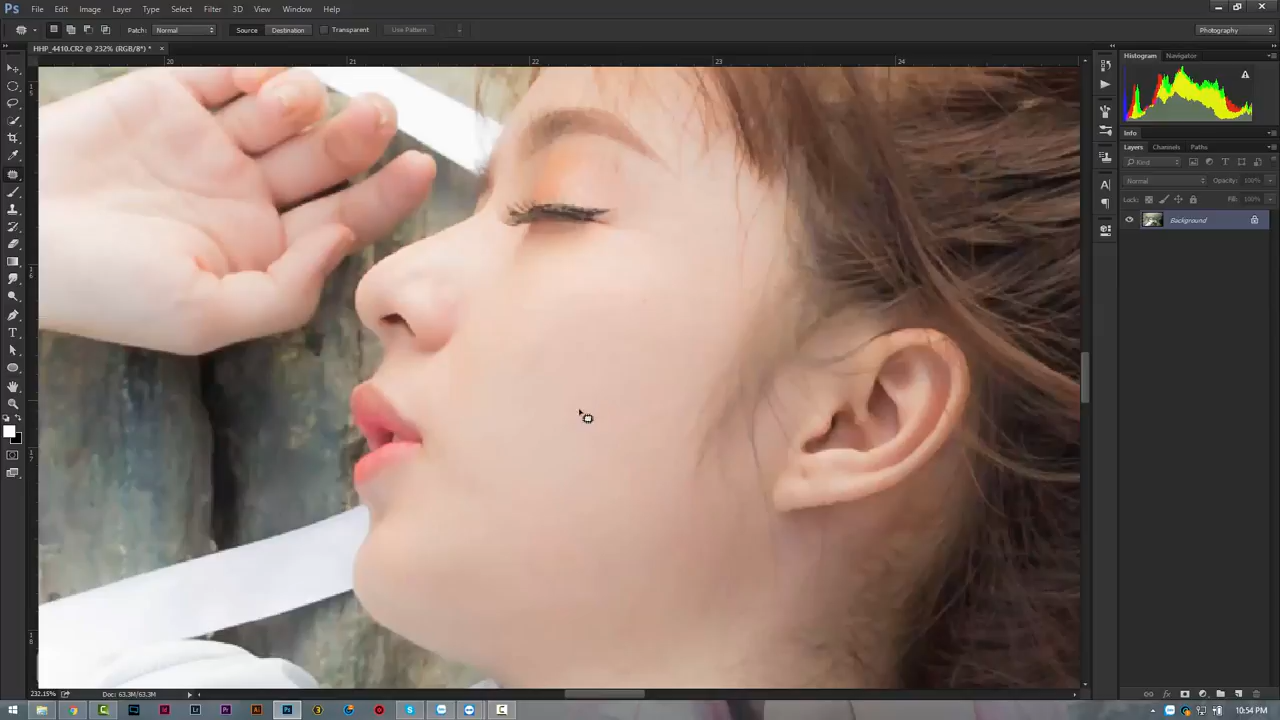 Ps File Edit Image Layer Type Select Filter 3D View Window Help
Patch: Normal Source Destination Transparent Use Pattern Photography
HHP_4410.CR2 @ 232% (RGB/8*) * ×
20 21 22 23 24
Histogram Navigator
Info
Layers Channels Paths
Kind
Normal Opacity: 100%
Lock: Fill: 100%
Background
232.15% Doc: 63.3M/63.3M
10:54 PM